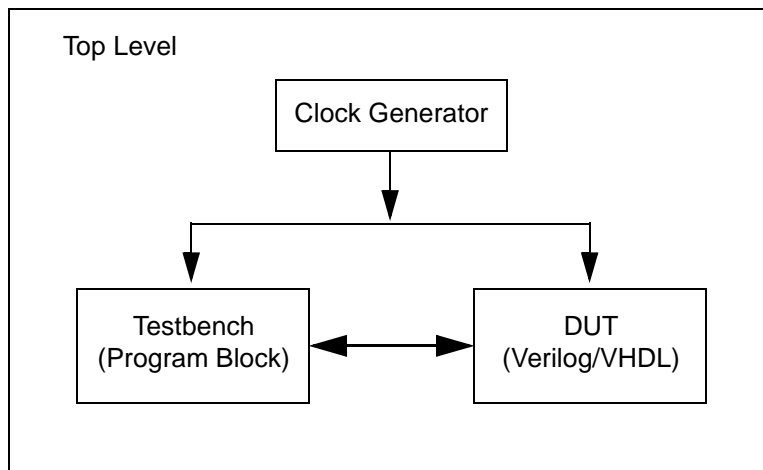 Top Level
Clock Generator
Testbench
(Program Block)
DUT
(Verilog/VHDL)